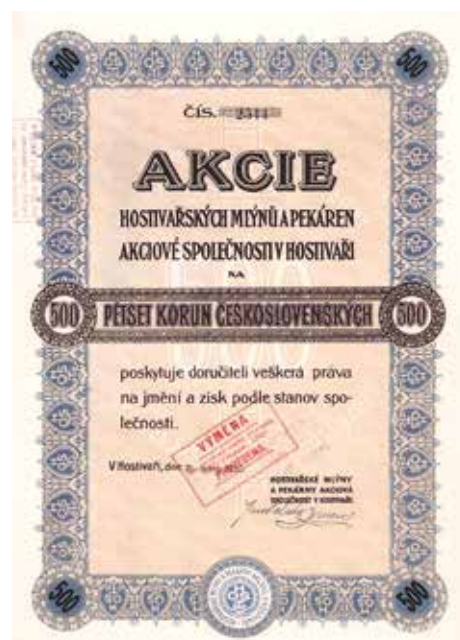 500
500
ČÍS.
AKCIE
HOSTIVAŘSKÝCH MLÝNŮ A PEKÁREN
AKCIOVÉ SPOLEČNOSTI V HOSTIVAŘI
NA
500 PĚTSET KORUN ČESKOSLOVENSKÝCH 500
poskytuje doručiteli veškerá práva
na jmění a zisk podle stanov spo-
lečnosti.
VÝMĚNA
V Hostivaři, dne
HOSTIVAŘSKÉ MLÝNY
A PEKÁRNY AKCIOVÁ
SPOLEČNOST V HOSTIVAŘI
500
500